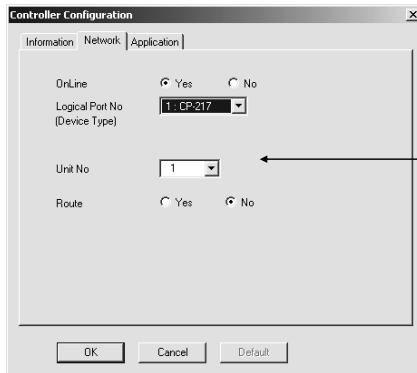 Controller Configuration
Information Network Application
OnLine Yes No
Logical Port No 1 : CP-217
(Device Type)
Unit No 1
Route Yes No
OK Cancel Default